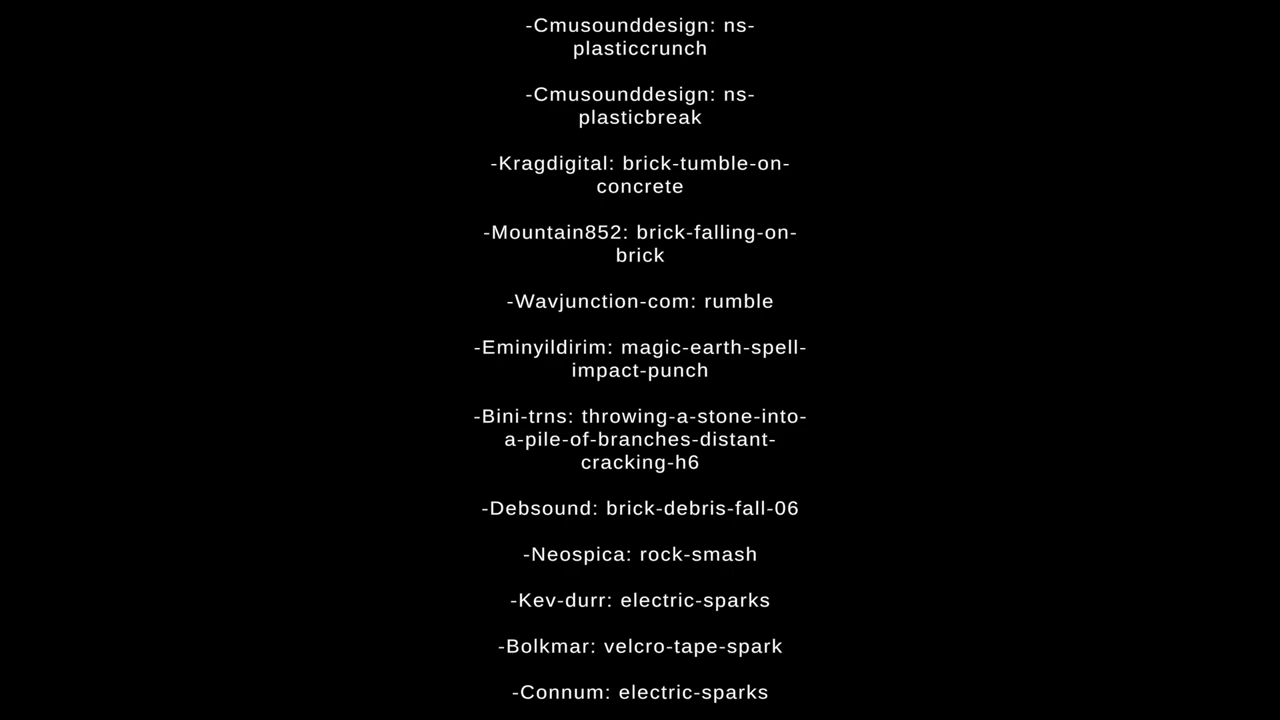 -Cmusounddesign: ns-
plasticcrunch
-Cmusounddesign: ns-
plasticbreak
-Kragdigital: brick-tumble-on-
concrete
-Mountain852: brick-falling-on-
brick
-Wavjunction-com: rumble
-Eminyildirim: magic-earth-spell-
impact-punch
-Bini-trns: throwing-a-stone-into-
a-pile-of-branches-distant-
cracking-h6
-Debsound: brick-debris-fall-06
-Neospica: rock-smash
-Kev-durr: electric-sparks
-Bolkmar: velcro-tape-spark
-Connum: electric-sparks